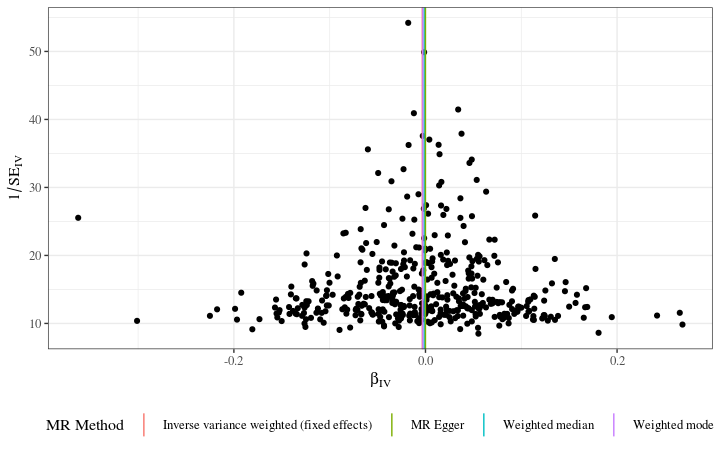 1/SE_IV
50
40
30
20
10
-0.2
0.0
0.2
β_IV
MR Method
Inverse variance weighted (fixed effects)
MR Egger
Weighted median
Weighted mode